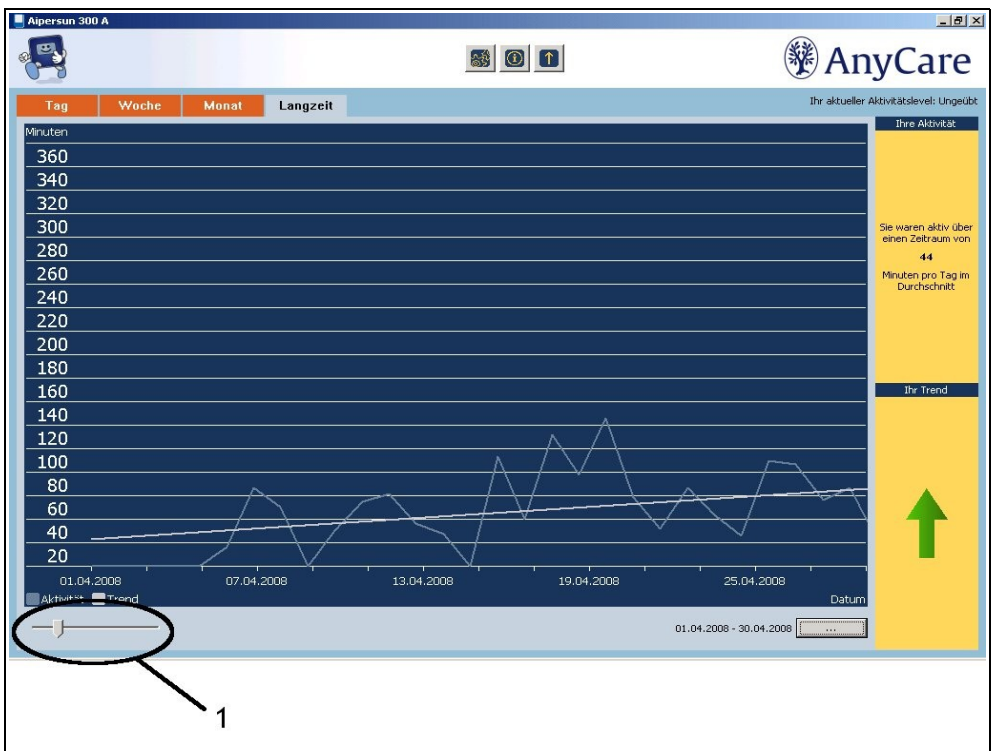 Aipersun 300 A
AnyCare
Tag Woche Monat Langzeit
Ihr aktueller Aktivitätslevel: Ungeübt
Minuten
360
340
320
300
280
260
240
220
200
180
160
140
120
100
80
60
40
20
01.04.2008 07.04.2008 13.04.2008 19.04.2008 25.04.2008
Aktivität Trend Datum
01.04.2008 - 30.04.2008 ...
Ihre Aktivität
Sie waren aktiv über
einen Zeitraum von
44
Minuten pro Tag im
Durchschnitt
Ihr Trend
1